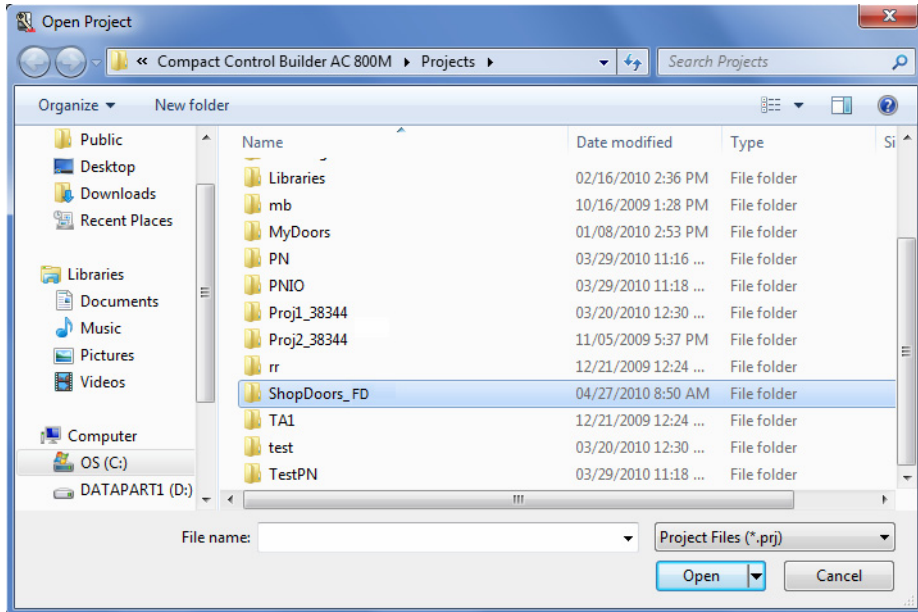 Open Project
« Compact Control Builder AC 800M ▸ Projects ▸ Search Projects
Organize New folder
Name Date modified Type Si
Public
Desktop
Downloads
Recent Places
Libraries
Documents
Music
Pictures
Videos
Computer
OS (C:)
DATAPART1 (D:)
Libraries 02/16/2010 2:36 PM File folder
mb 10/16/2009 1:28 PM File folder
MyDoors 01/08/2010 2:53 PM File folder
PN 03/29/2010 11:16 ... File folder
PNIO 03/29/2010 11:18 ... File folder
Proj1_38344 03/20/2010 12:30 ... File folder
Proj2_38344 11/05/2009 5:37 PM File folder
rr 12/21/2009 12:24 ... File folder
ShopDoors_FD 04/27/2010 8:50 AM File folder
TA1 12/21/2009 12:24 ... File folder
test 03/20/2010 12:30 ... File folder
TestPN 03/29/2010 11:18 ... File folder
File name: Project Files (*.prj)
Open Cancel